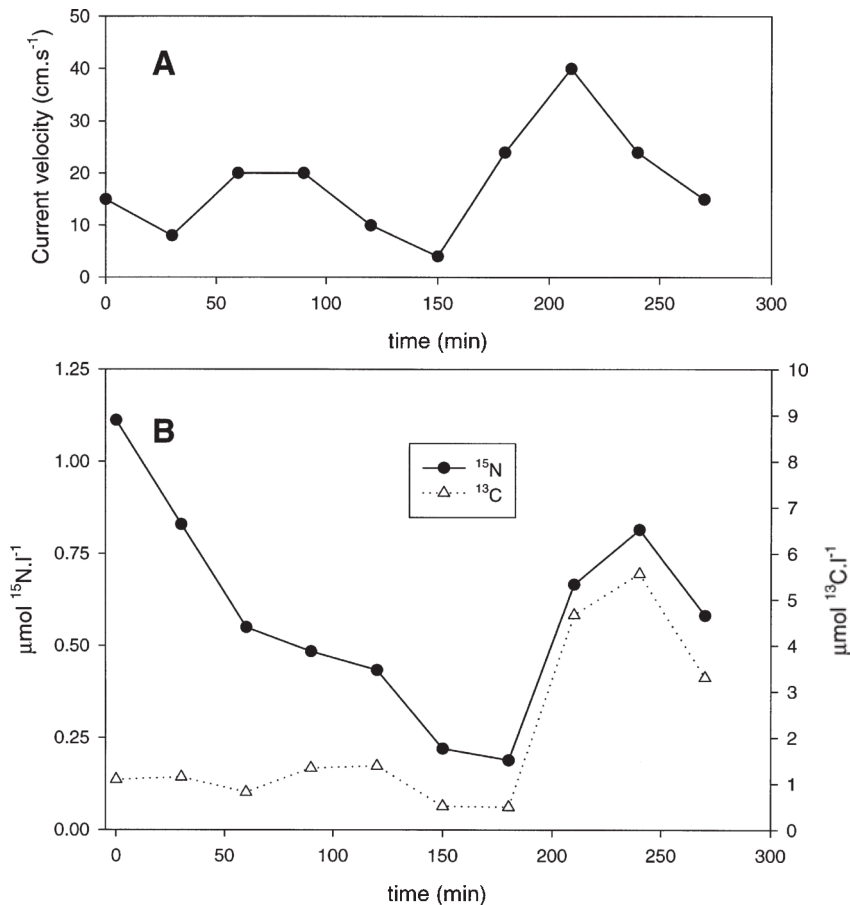 50
40
30
20
10
0
Current velocity (cm.s⁻¹)
A
0 50 100 150 200 250 300
time (min)
1.25
1.00
0.75
0.50
0.25
0.00
µmol ¹⁵N.l⁻¹
B
¹⁵N
¹³C
10
9
8
7
6
5
4
3
2
1
0
µmol ¹³C.l⁻¹
0 50 100 150 200 250 300
time (min)